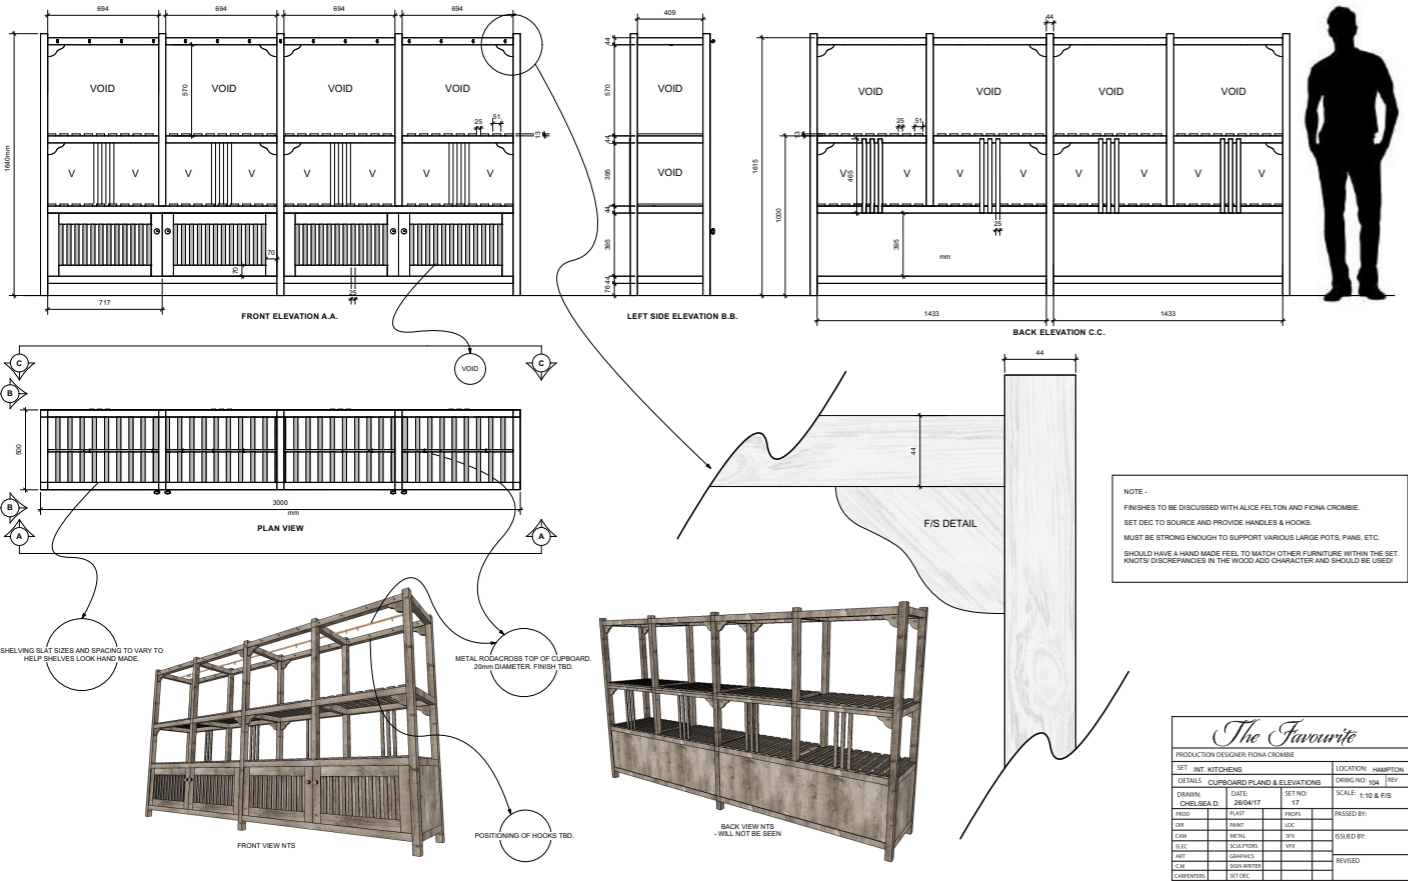 694 694 694 694
VOID VOID VOID VOID
570
25 51 13
1640mm
V V V V V V V V
70 70
717 25
FRONT ELEVATION A.A.
409
44
570
VOID
44
395
VOID
44
395
44
76
LEFT SIDE ELEVATION B.B.
44
VOID VOID VOID VOID
25 51
13
1615
V V V V V V V V
465
1000
25
395
mm
1433 1433
BACK ELEVATION C.C.
C C
VOID
B
500
3000
mm
B
PLAN VIEW
A A
44
44
F/S DETAIL
NOTE -
FINISHES TO BE DISCUSSED WITH ALICE FELTON AND FIONA CROMBIE.
SET DEC TO SOURCE AND PROVIDE HANDLES & HOOKS.
MUST BE STRONG ENOUGH TO SUPPORT VARIOUS LARGE POTS, PANS, ETC.
SHOULD HAVE A HAND MADE FEEL TO MATCH OTHER FURNITURE WITHIN THE SET.
KNOTS/ DISCREPANCIES IN THE WOOD ADD CHARACTER AND SHOULD BE USED!
SHELVING SLAT SIZES AND SPACING TO VARY TO
HELP SHELVES LOOK HAND MADE.
METAL RODACROSS TOP OF CUPBOARD.
20mm DIAMETER. FINISH TBD.
POSITIONING OF HOOKS TBD.
FRONT VIEW NTS
BACK VIEW NTS
- WILL NOT BE SEEN
The Favourite
PRODUCTION DESIGNER: FIONA CROMBIE
SET INT. KITCHENS LOCATION: HAMPTON
DETAILS CUPBOARD PLAND & ELEVATIONS DRWG NO: 104 REV
DRAWN: DATE: SET NO: SCALE: 1:10 & F/S
CHELSEA D. 26/04/17 17
PROD PLAST PROPS PASSED BY:
DIR PAINT LOC
CAM METAL SFX ISSUED BY:
ELEC SCULPTORS VFX
ART GRAPHICS REVISED
C.M SIGN-WRITER
CARPENTERS SET DEC